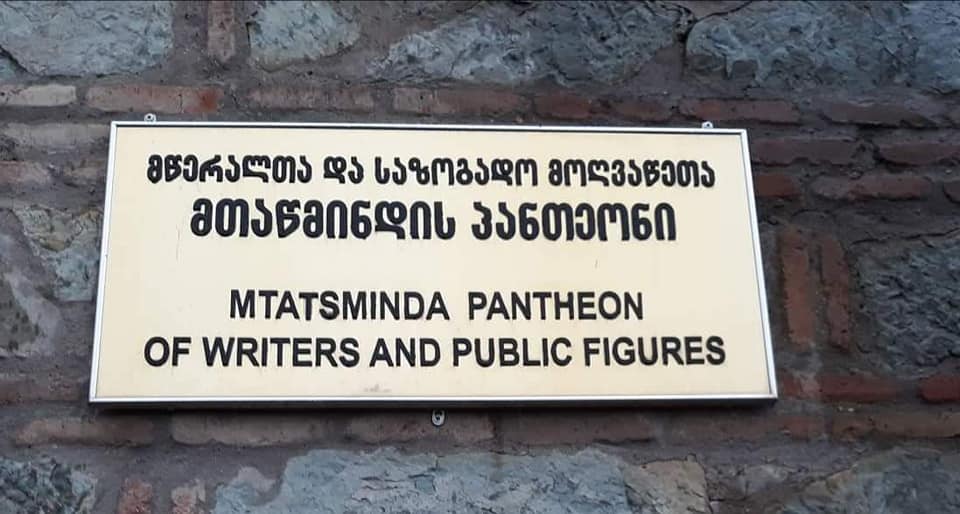 მწერალთა და საზოგადო მოღვაწეთა
მთაწმინდის პანთეონი
MTATSMINDA PANTHEON
OF WRITERS AND PUBLIC FIGURES